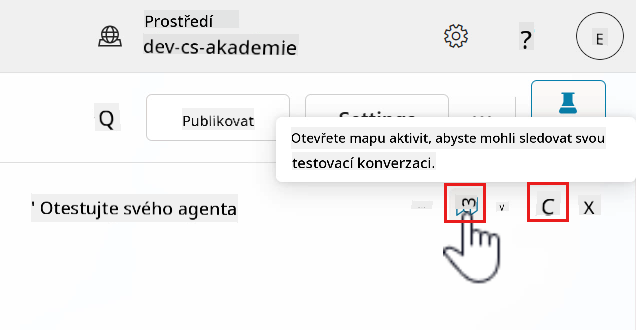 Prostředí
dev-cs-akademie
?
E
Q
Publikovat
Settings
Otevřete mapu aktivit, abyste mohli sledovat svou
testovací konverzaci.
' Otestujte svého agenta
v
C
X